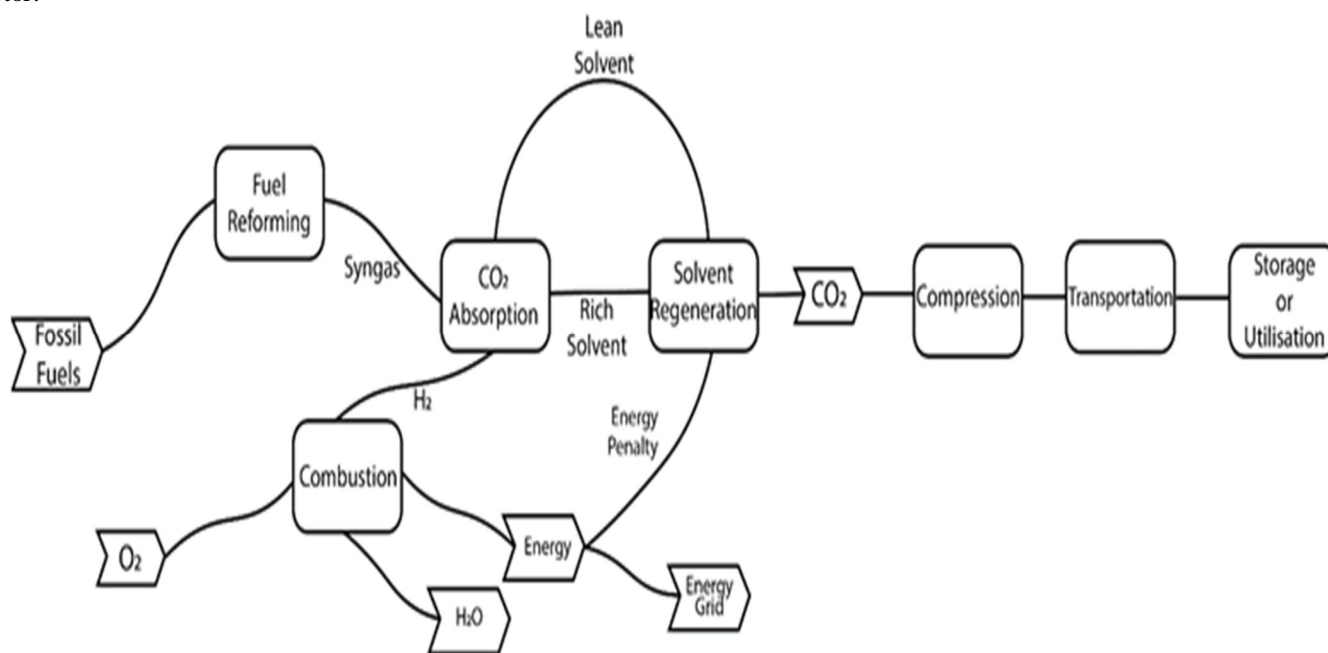 Lean
Solvent
Fuel
Reforming
Syngas
CO₂
Absorption
Rich
Solvent
Solvent
Regeneration
CO₂
Compression
Transportation
Storage
or
Utilisation
Fossil
Fuels
H₂
Energy
Penalty
Combustion
O₂
Energy
H₂O
Energy
Grid